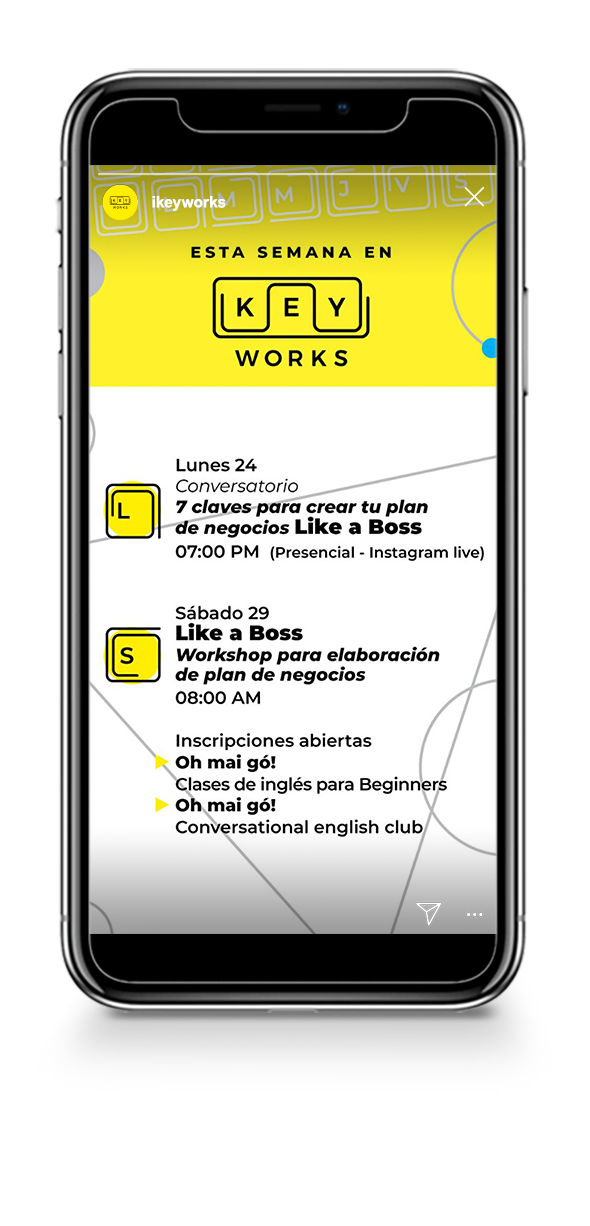 L M M J V S
KEY
WORKS
ikeyworks
ESTA SEMANA EN
KEY
WORKS
Lunes 24
Conversatorio
L
7 claves para crear tu plan
de negocios Like a Boss
07:00 PM (Presencial - Instagram live)
Sábado 29
Like a Boss
S
Workshop para elaboración
de plan de negocios
08:00 AM
Inscripciones abiertas
Oh mai gó!
Clases de inglés para Beginners
Oh mai gó!
Conversational english club